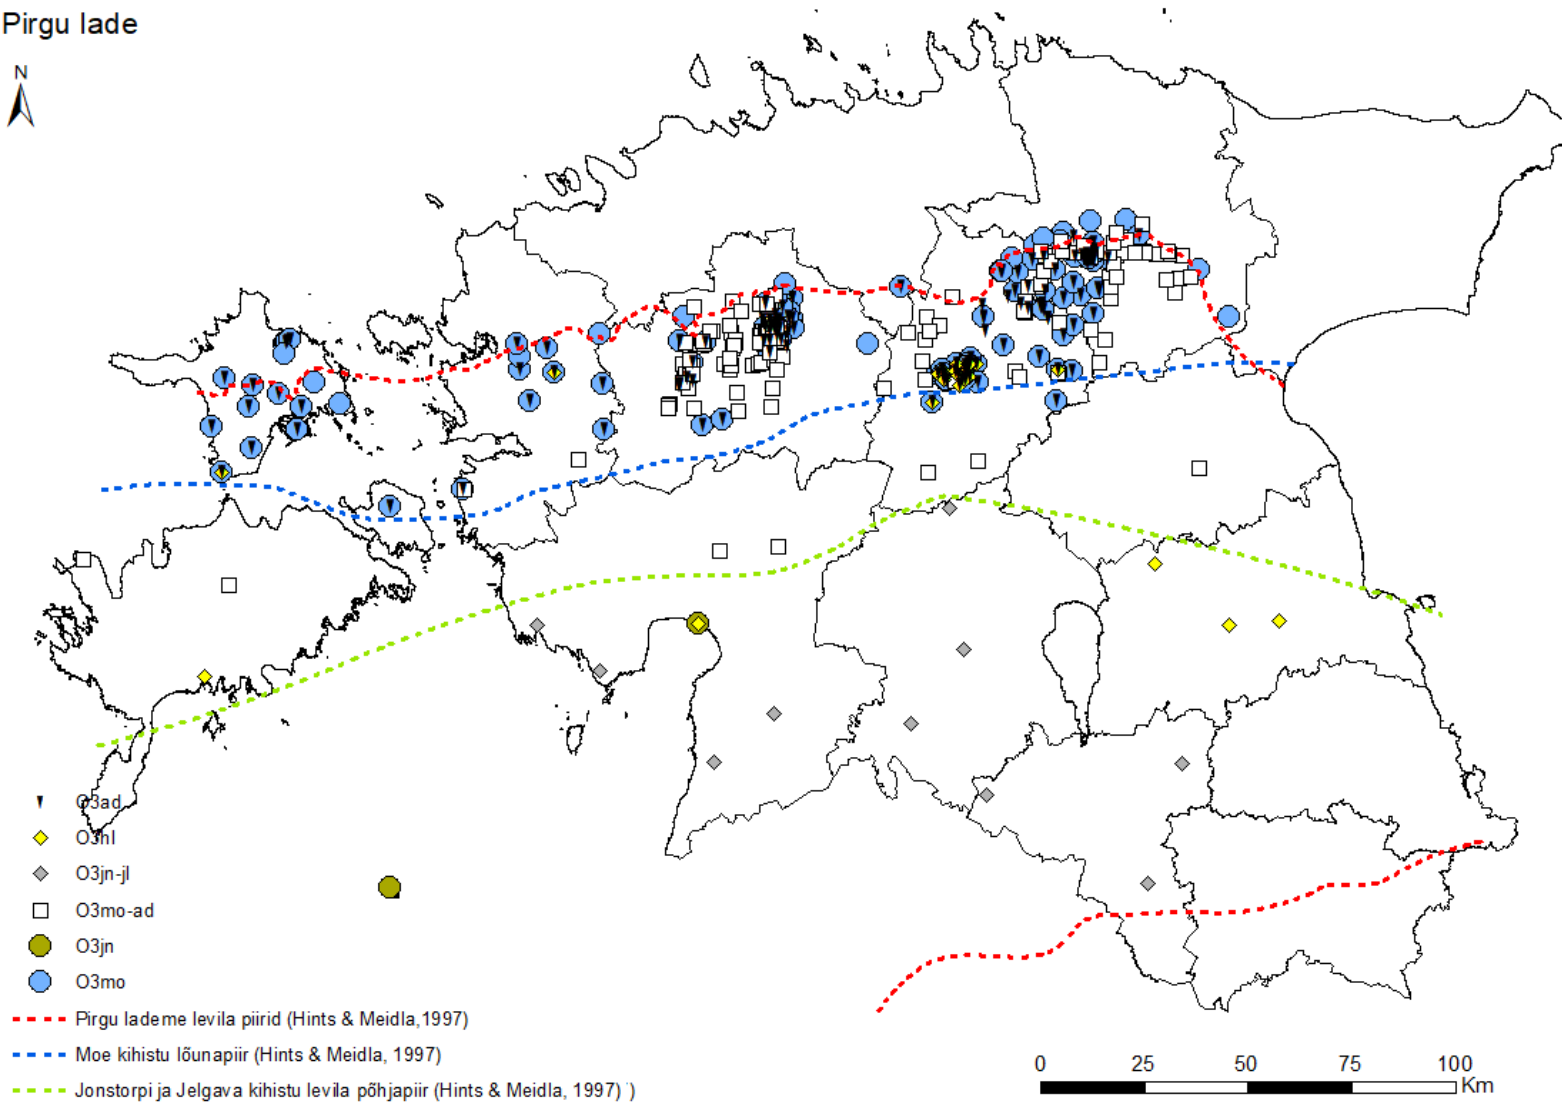 Pirgu lade
N
O3ad
O3hl
O3jn-jl
O3mo-ad
O3jn
O3mo
Pirgu lademe levila piirid (Hints & Meidla,1997)
Moe kihistu lõunapiir (Hints & Meidla, 1997)
Jonstorpi ja Jelgava kihistu levila põhjapiir (Hints & Meidla, 1997) )
0 25 50 75 100
Km